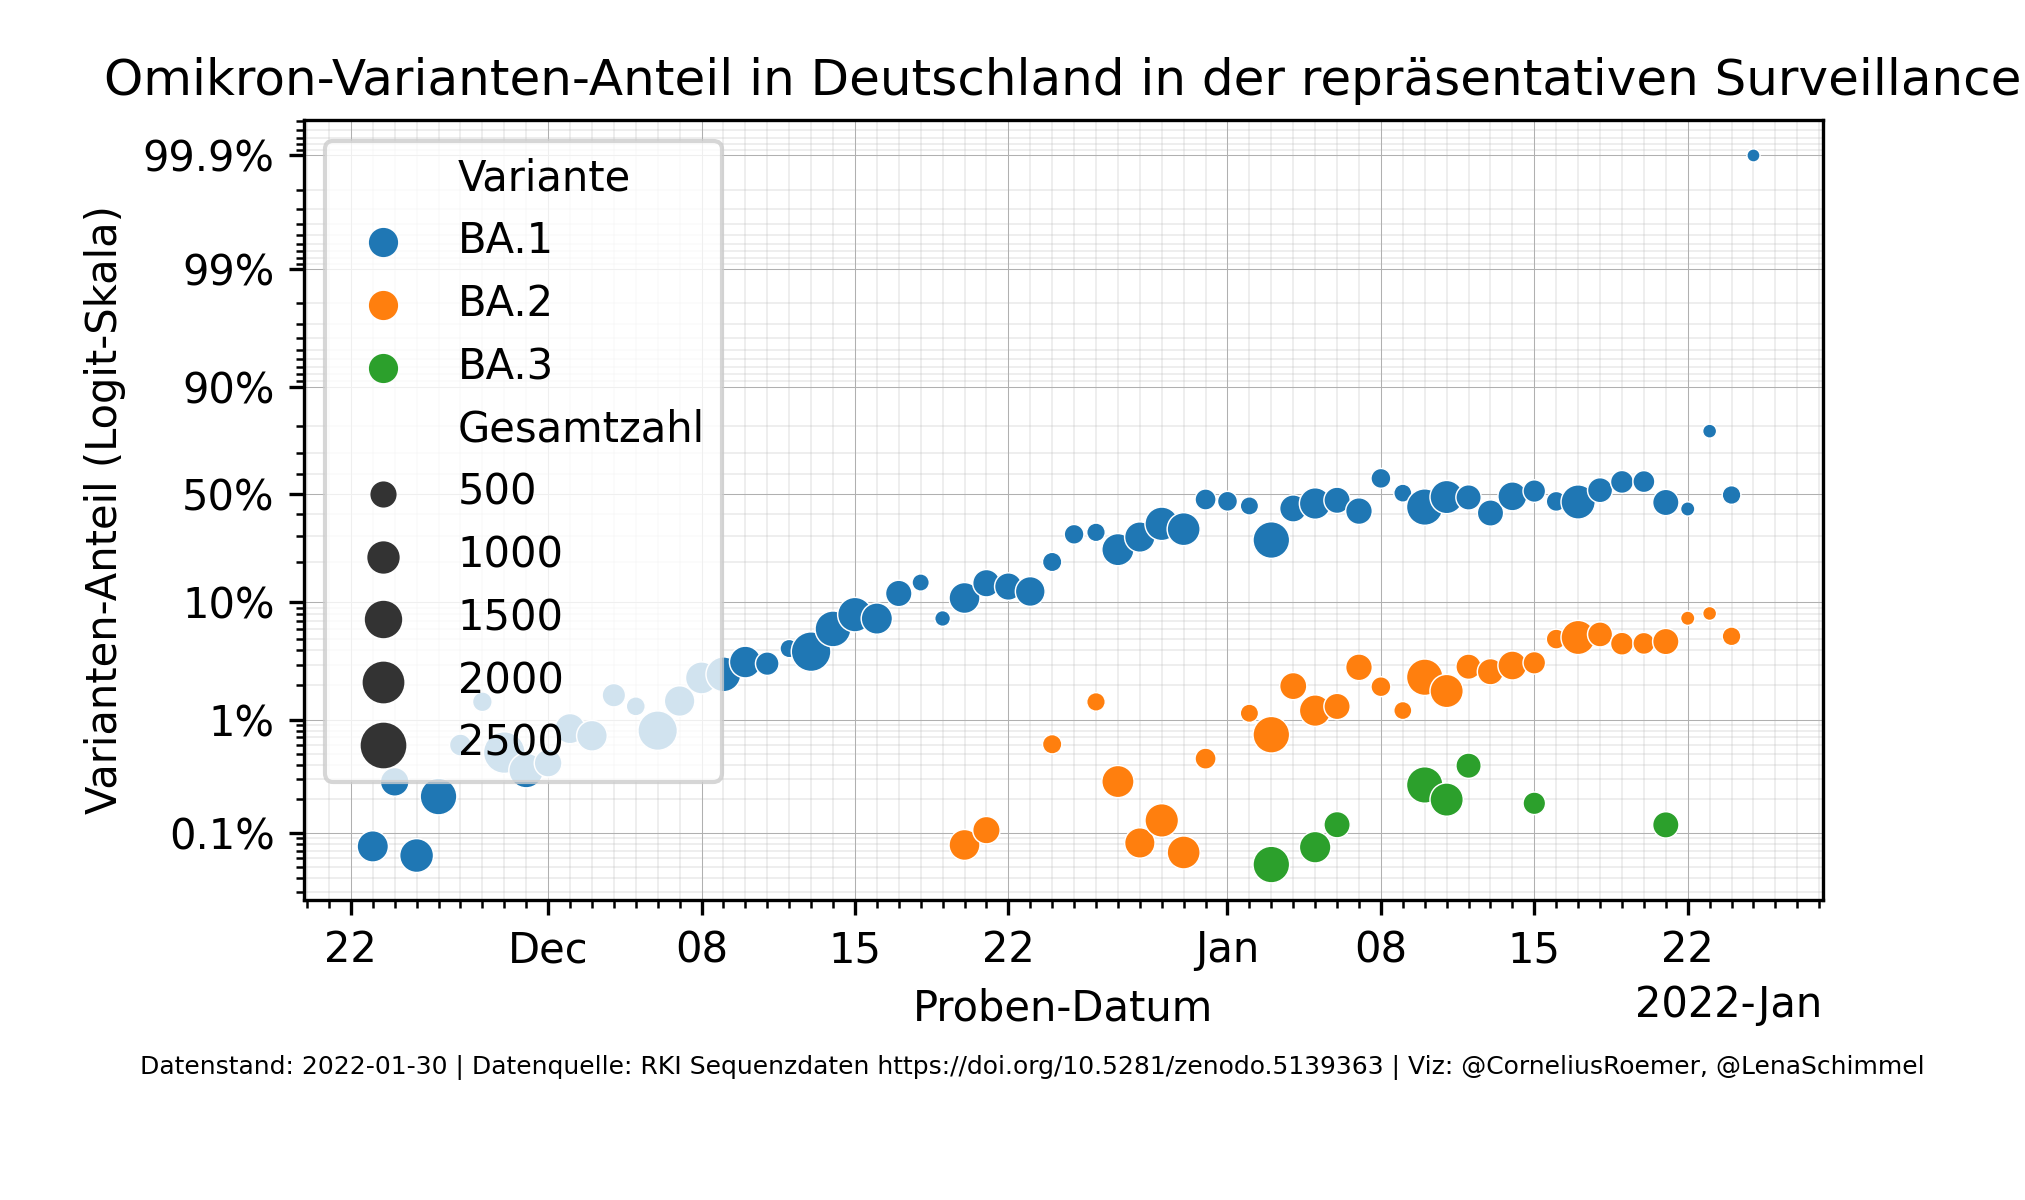 Omikron-Varianten-Anteil in Deutschland in der repräsentativen Surveillance
Varianten-Anteil (Logit-Skala)
99.9%
99%
90%
50%
10%
1%
0.1%
Variante
BA.1
BA.2
BA.3
Gesamtzahl
500
1000
1500
2000
2500
22 Dec 08 15 22 Jan 08 15 22
2022-Jan
Proben-Datum
Datenstand: 2022-01-30 | Datenquelle: RKI Sequenzdaten https://doi.org/10.5281/zenodo.5139363 | Viz: @CorneliusRoemer, @LenaSchimmel